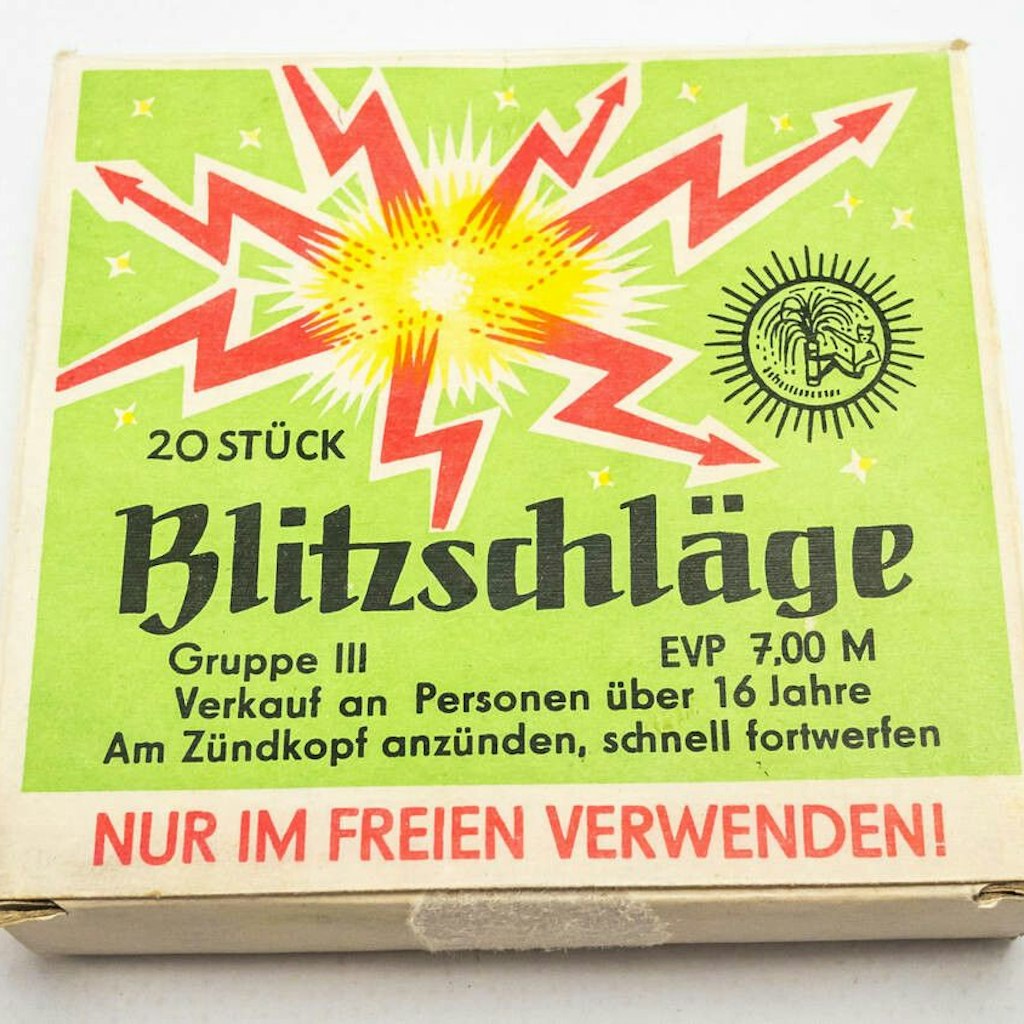 20 STÜCK
Blitzschläge
Gruppe III EVP 7,00 M
Verkauf an Personen über 16 Jahre
Am Zündkopf anzünden, schnell fortwerfen
NUR IM FREIEN VERWENDEN!